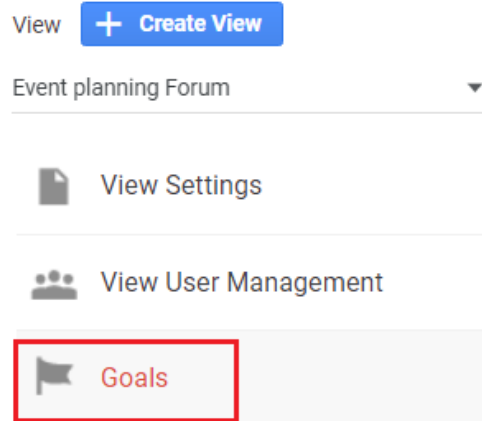 View + Create View
Event planning Forum
View Settings
View User Management
Goals